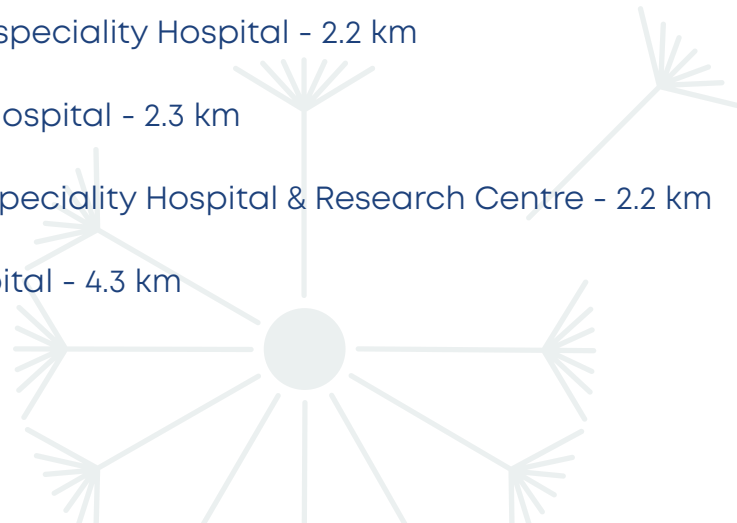 speciality Hospital - 2.2 km
ospital - 2.3 km
peciality Hospital & Research Centre - 2.2 km
ital - 4.3 km